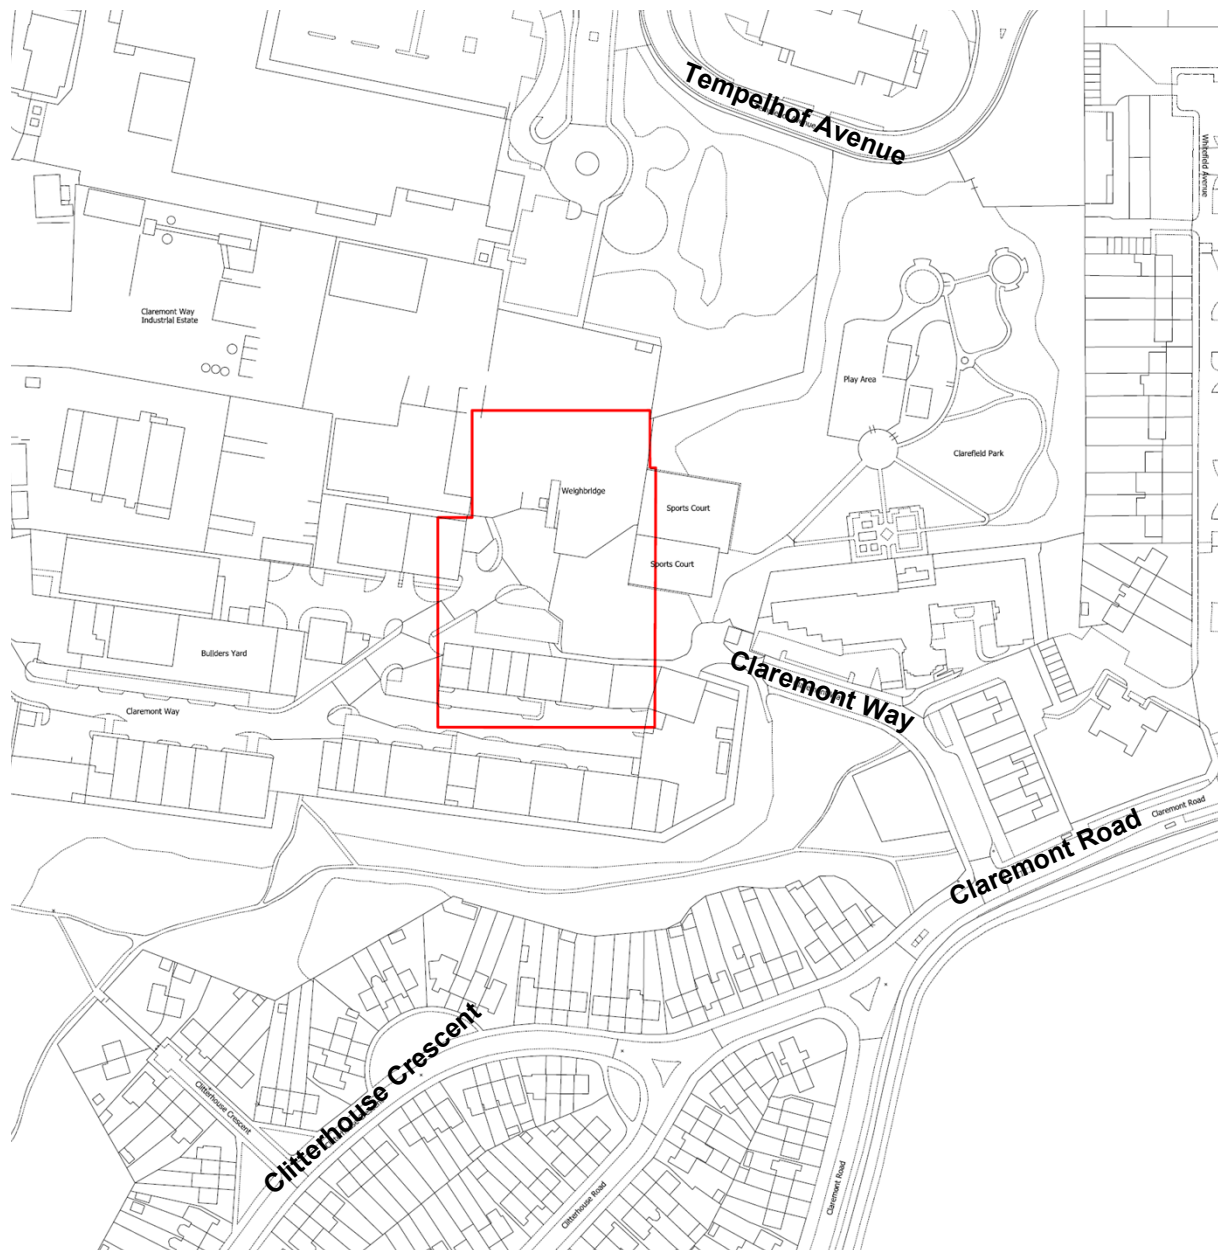 Tempelhof Avenue
Whitefield Avenue
Claremont Way
Industrial Estate
Play Area
Clarefield Park
Weighbridge
Sports Court
Sports Court
Builders Yard
Claremont Way
Claremont Way
Claremont Road
Claremont Road
Clitterhouse Crescent
Clitterhouse Crescent
Clitterhouse Road
Claremont Road